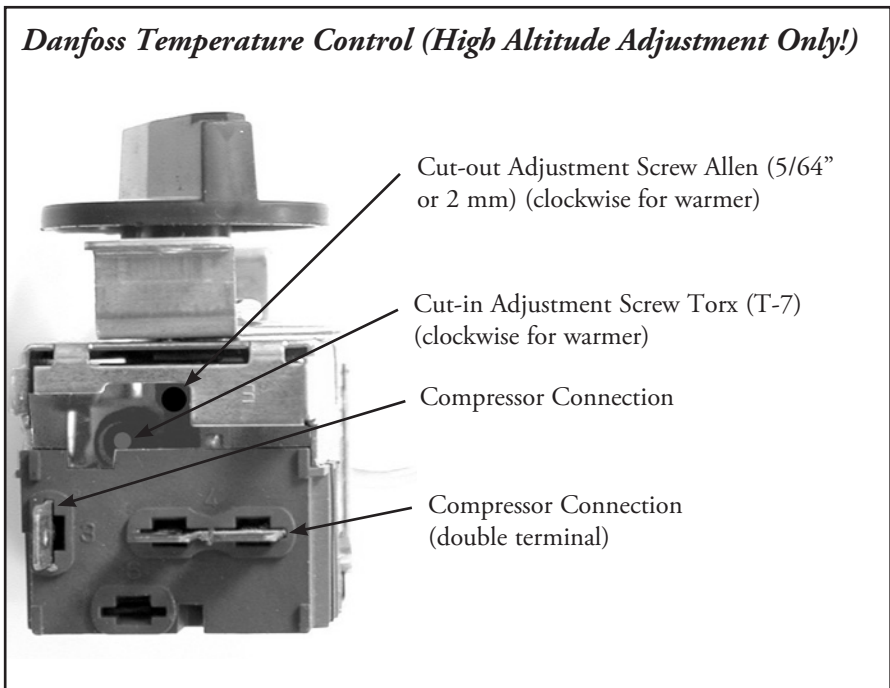 Danfoss Temperature Control (High Altitude Adjustment Only!)
Cut-out Adjustment Screw Allen (5/64”
or 2 mm) (clockwise for warmer)
Cut-in Adjustment Screw Torx (T-7)
(clockwise for warmer)
Compressor Connection
Compressor Connection
(double terminal)